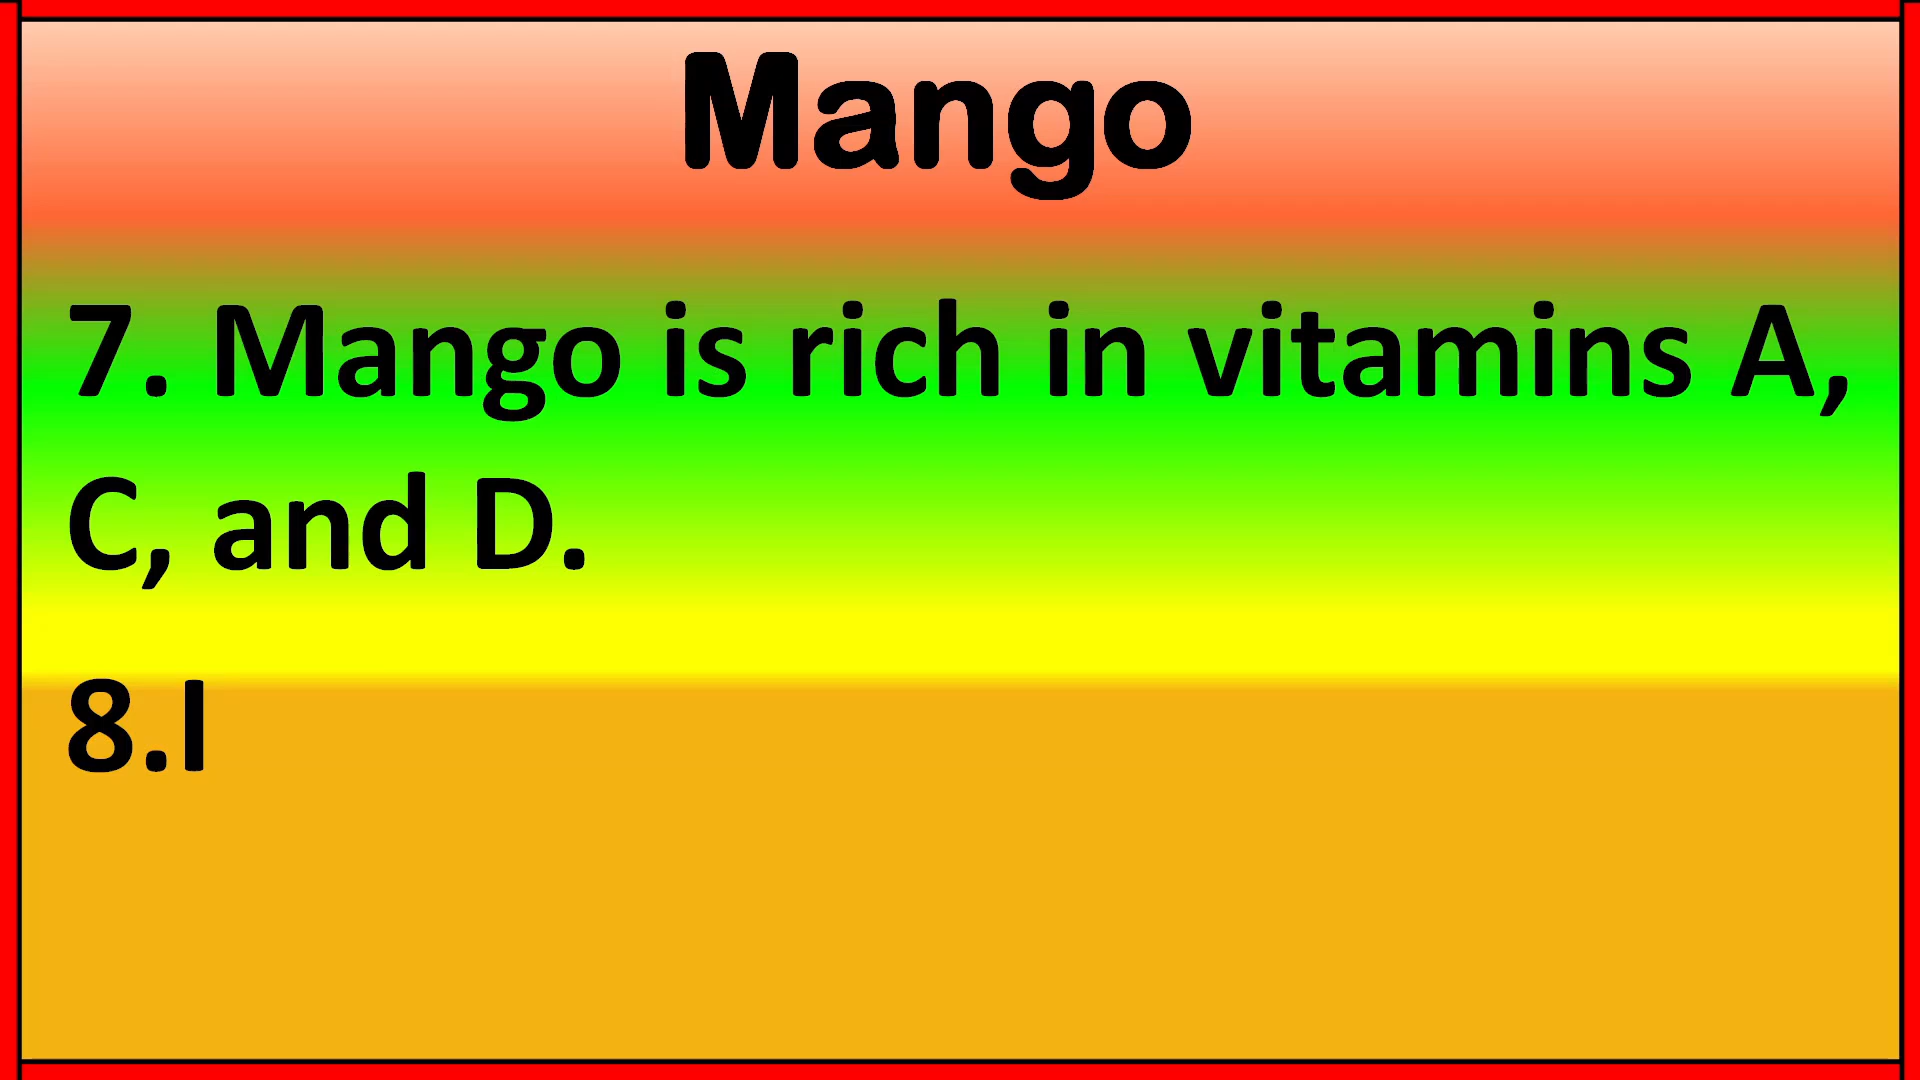 Mango
7. Mango is rich in vitamins A,
C, and D.
8.I